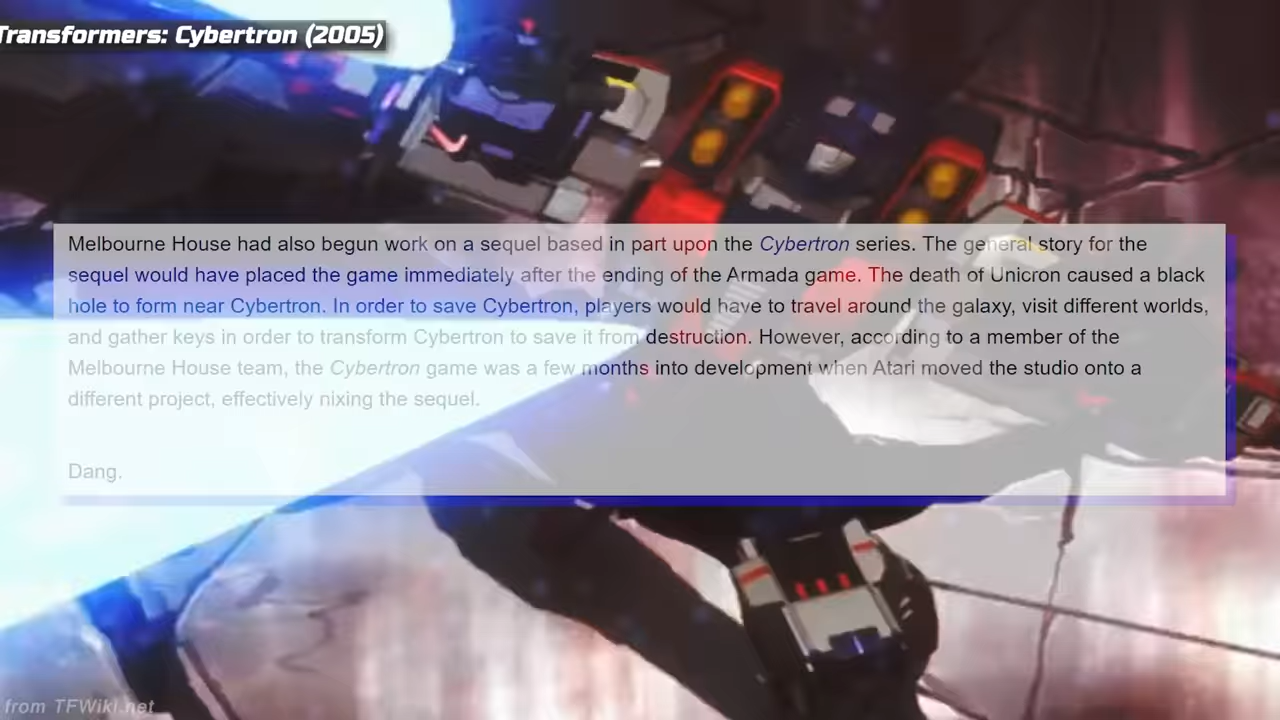 Transformers: Cybertron (2005)
Melbourne House had also begun work on a sequel based in part upon the Cybertron series. The general story for the
sequel would have placed the game immediately after the ending of the Armada game. The death of Unicron caused a black
hole to form near Cybertron. In order to save Cybertron, players would have to travel around the galaxy, visit different worlds,
and gather keys in order to transform Cybertron to save it from destruction. However, according to a member of the
Melbourne House team, the Cybertron game was a few months into development when Atari moved the studio onto a
different project, effectively nixing the sequel.
Dang.
from TFWiki.net